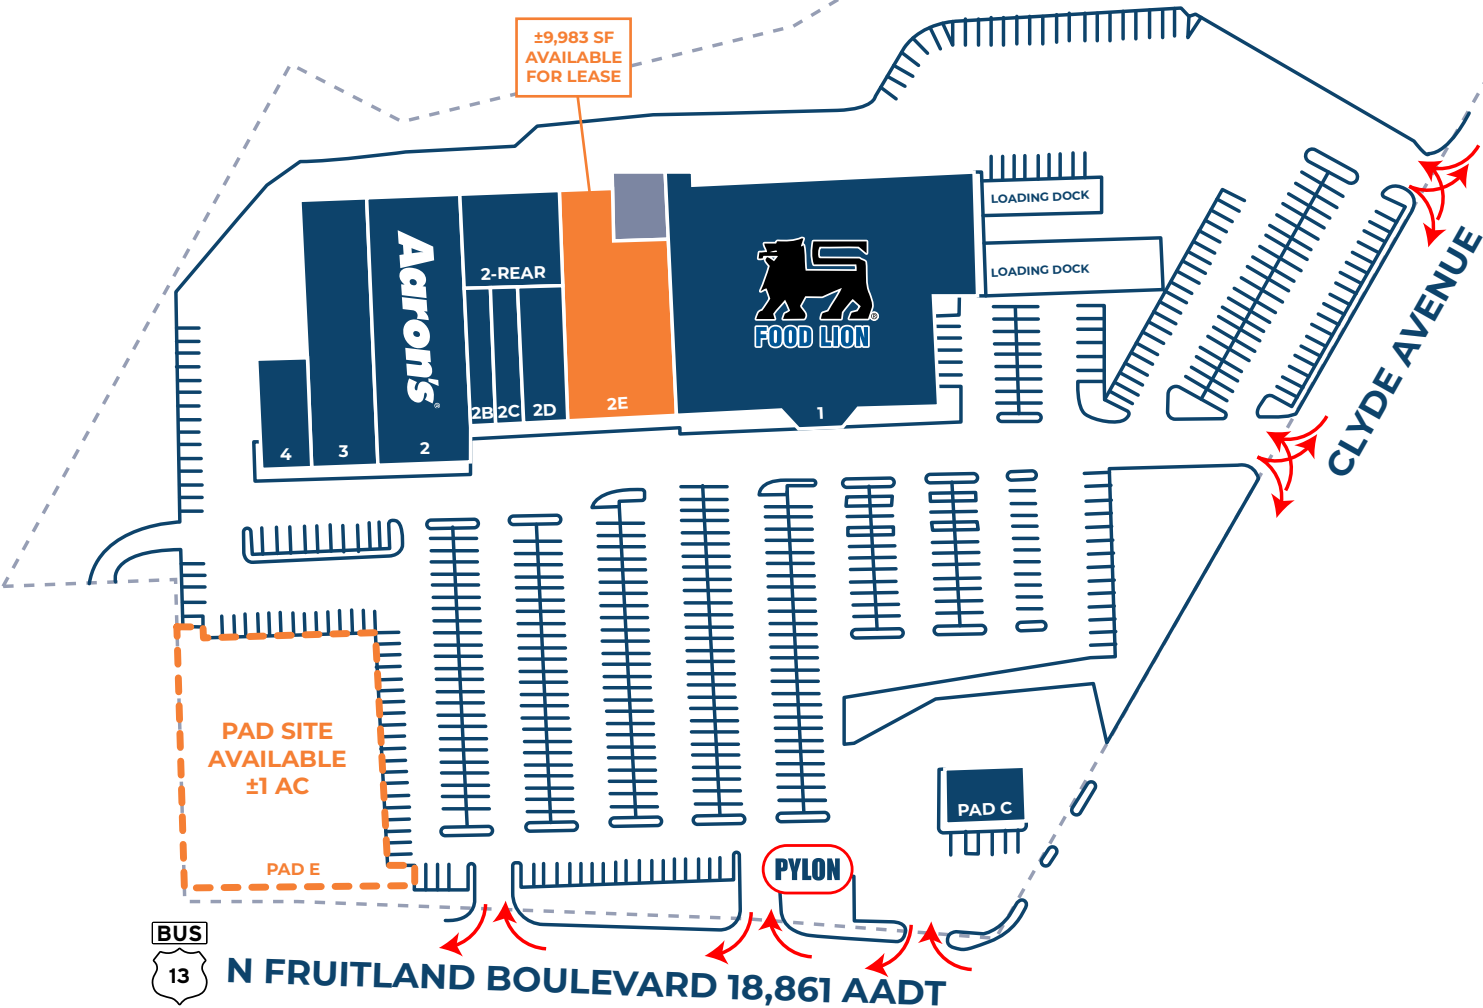 ±9,983 SF
AVAILABLE
FOR LEASE
LOADING DOCK
LOADING DOCK
2-REAR
Aaron's®
FOOD LION®
2B
2C
2D
2E
1
2
3
4
CLYDE AVENUE
PAD SITE
AVAILABLE
±1 AC
PAD E
PAD C
PYLON
BUS
13
N FRUITLAND BOULEVARD 18,861 AADT